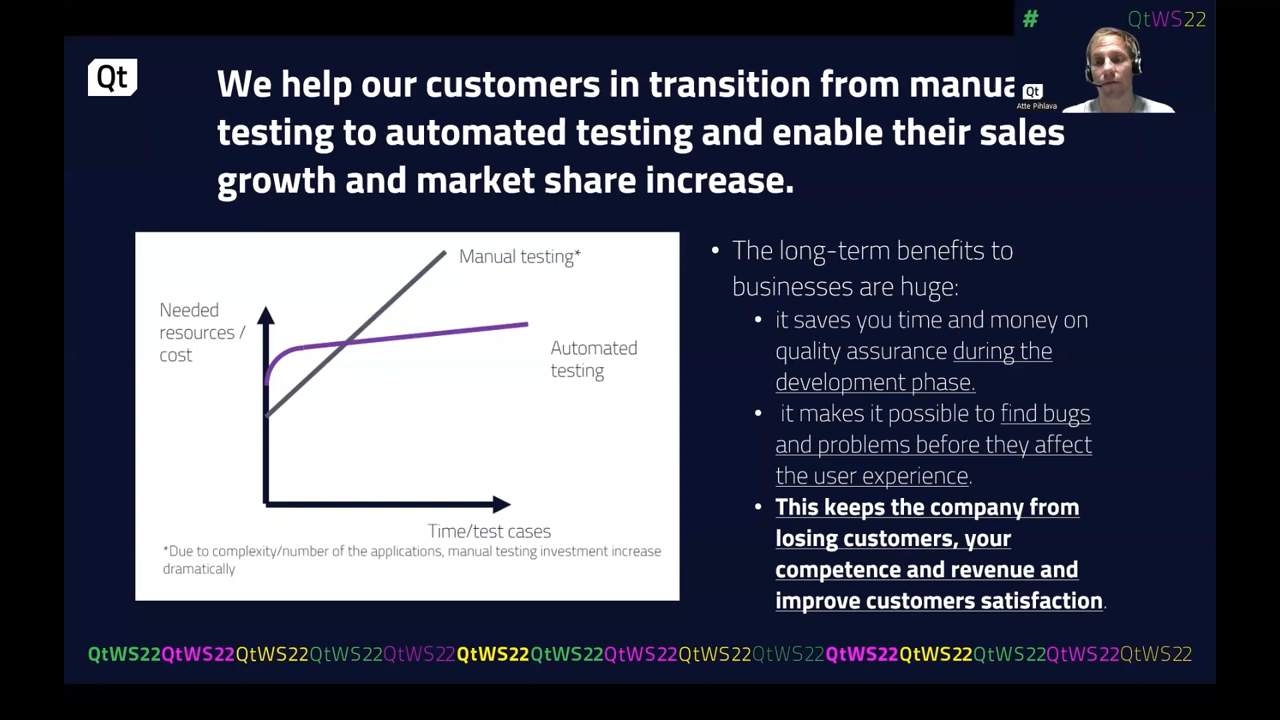 # QtWS22
Qt
We help our customers in transition from manua
testing to automated testing and enable their sales
growth and market share increase.
Qt
Atte Pihlava
Manual testing*
Needed
resources /
cost
Automated
testing
Time/test cases
*Due to complexity/number of the applications, manual testing investment increase
dramatically
• The long-term benefits to
businesses are huge:
• it saves you time and money on
quality assurance during the
development phase.
• it makes it possible to find bugs
and problems before they affect
the user experience.
• This keeps the company from
losing customers, your
competence and revenue and
improve customers satisfaction.
QtWS22QtWS22QtWS22QtWS22QtWS22QtWS22QtWS22QtWS22QtWS22QtWS22QtWS22QtWS22QtWS22QtWS22QtWS22